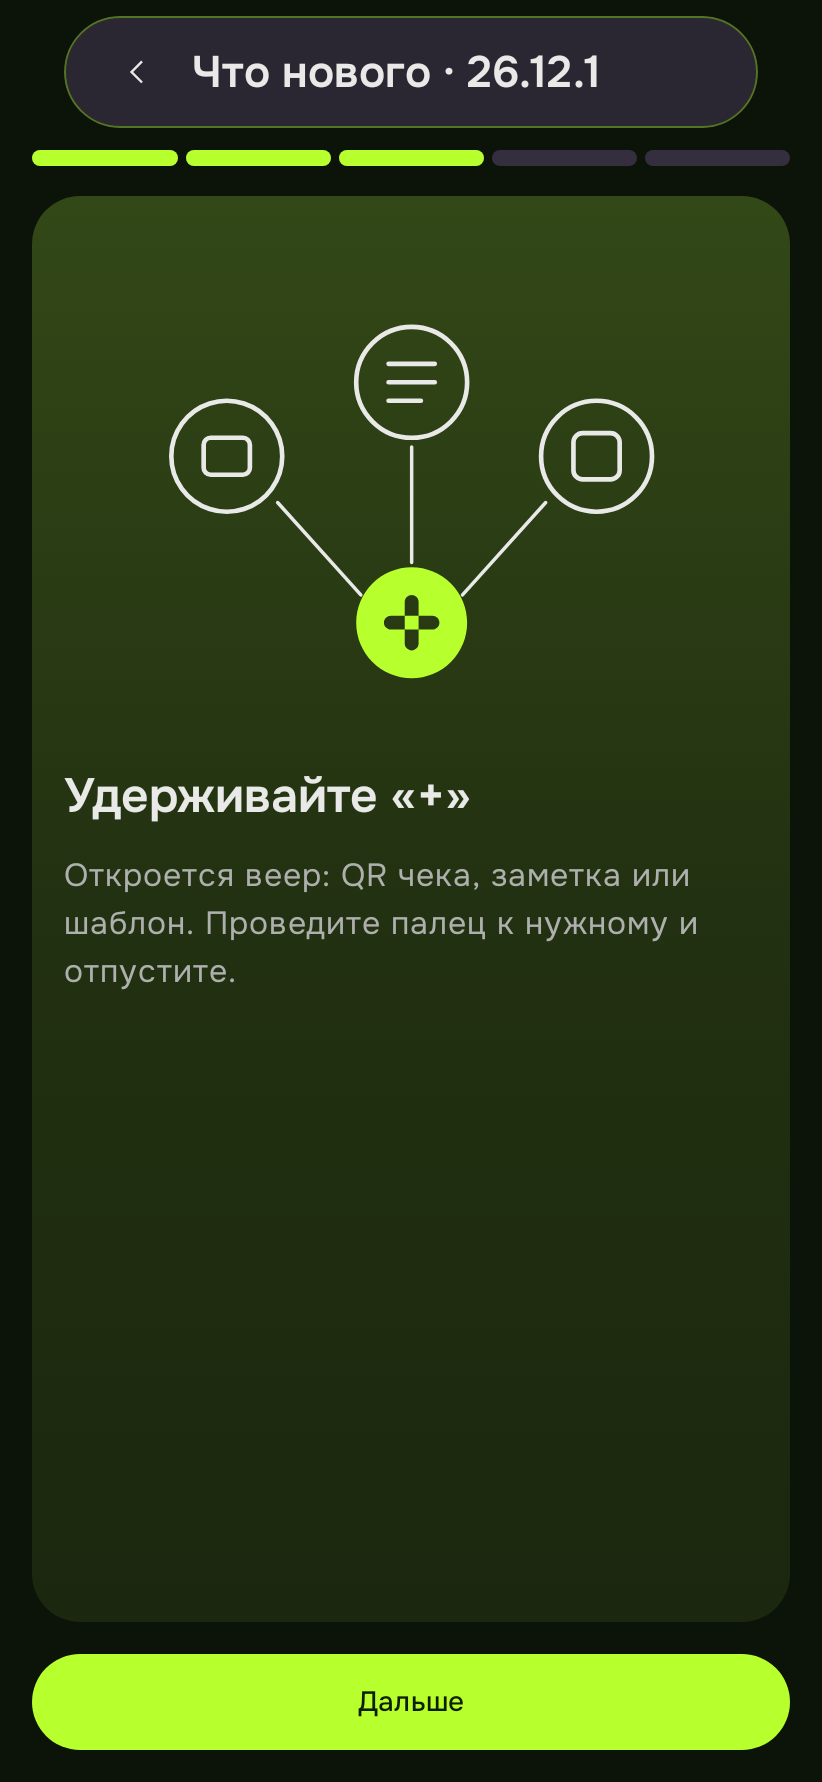 Что нового · 26.12.1
Удерживайте «+»
Откроется веер: QR чека, заметка или
шаблон. Проведите палец к нужному и
отпустите.
Дальше